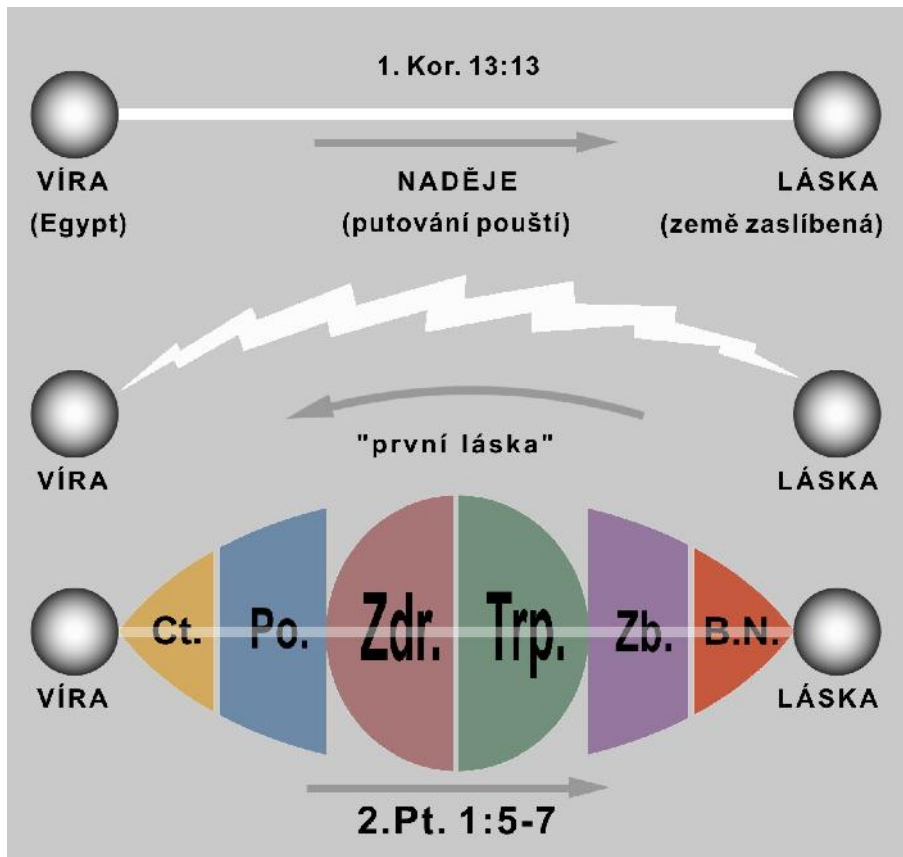 1. Kor. 13:13
VÍRA NADĚJE LÁSKA
(Egypt) (putování pouští) (země zaslíbená)
"první láska"
VÍRA LÁSKA
Ct. Po. Zdr. Trp. Zb. B.N.
VÍRA LÁSKA
2.Pt. 1:5-7